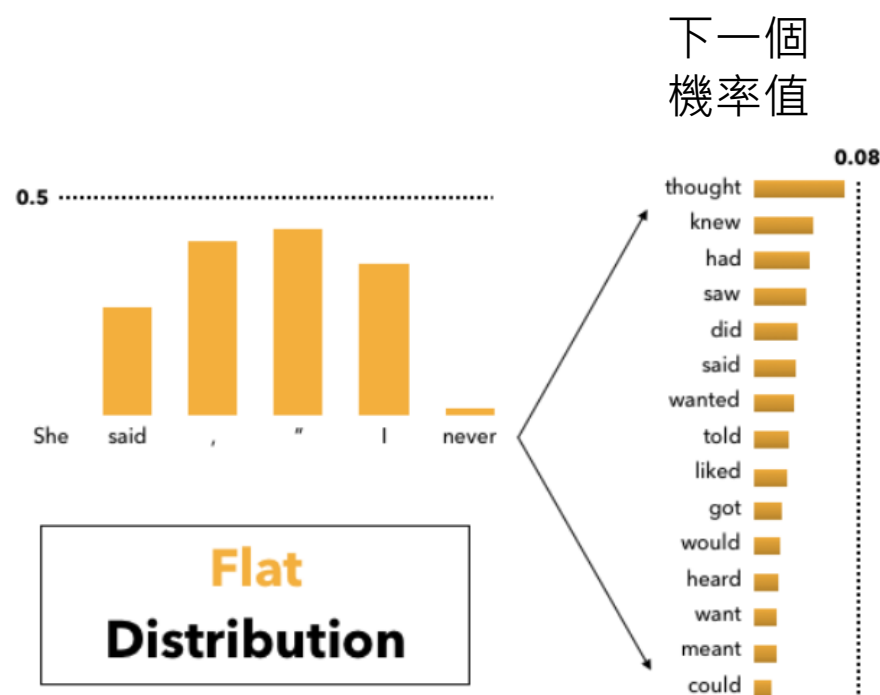 下一個
機率值
0.5
She said , " I never
Flat
Distribution
0.08
thought
knew
had
saw
did
said
wanted
told
liked
got
would
heard
want
meant
could